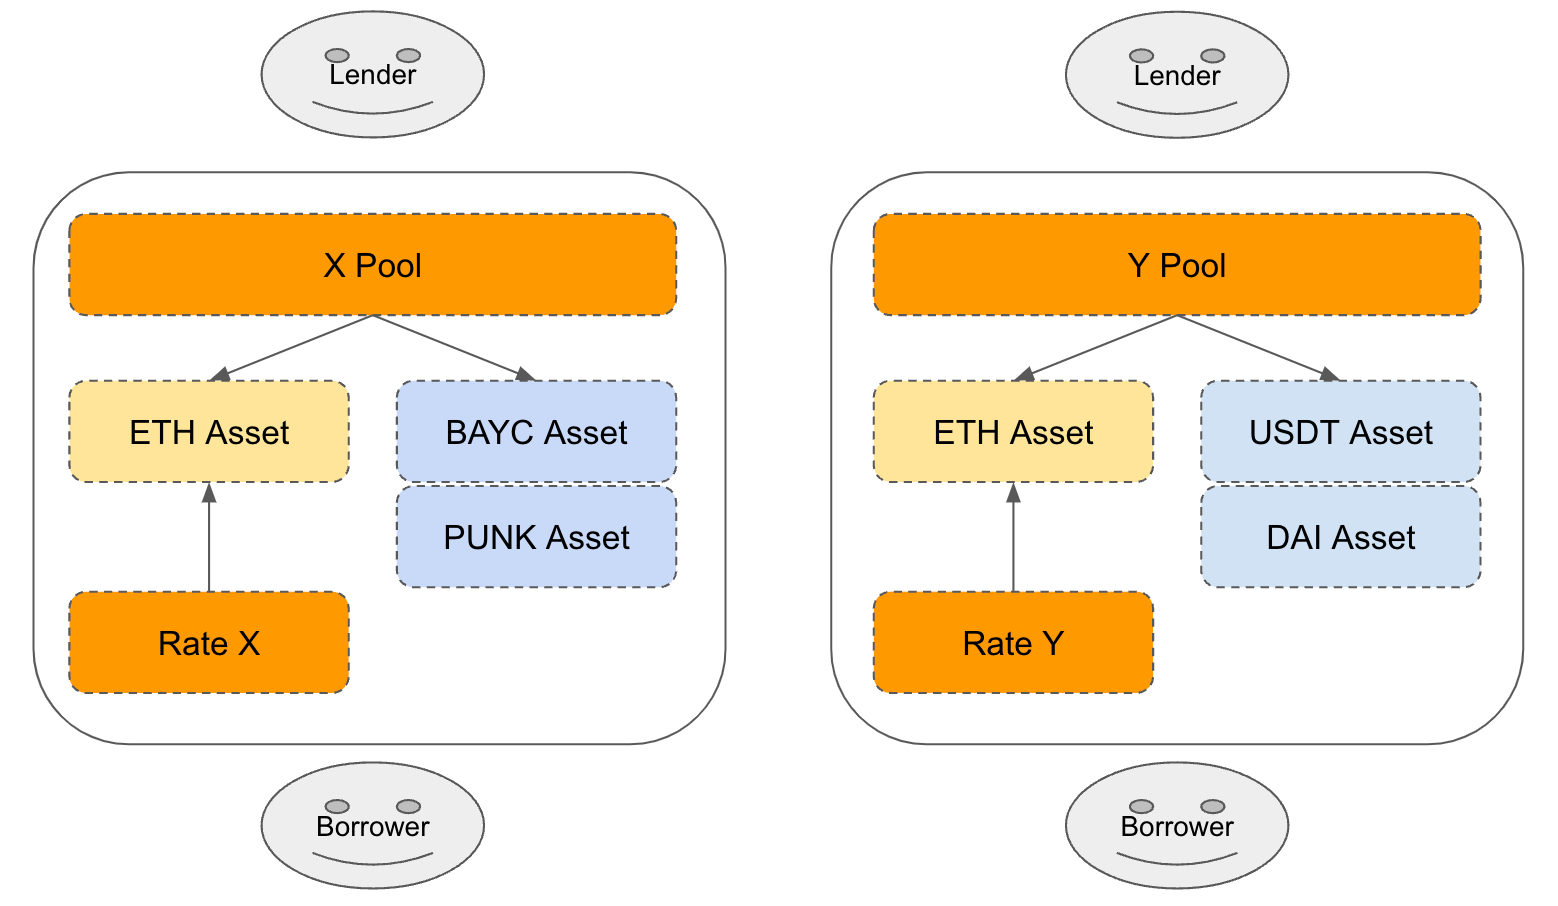 Lender
X Pool
ETH Asset
BAYC Asset
PUNK Asset
Rate X
Borrower
Lender
Y Pool
ETH Asset
USDT Asset
DAI Asset
Rate Y
Borrower